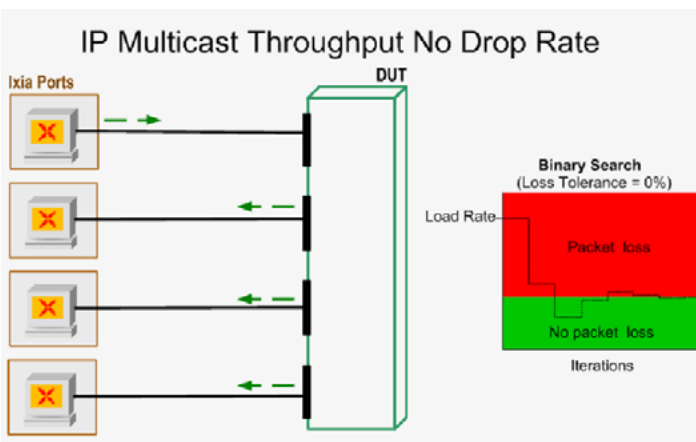 IP Multicast Throughput No Drop Rate
Ixia Ports
DUT
Binary Search
(Loss Tolerance = 0%)
Load Rate
Packet loss
No packet loss
Iterations